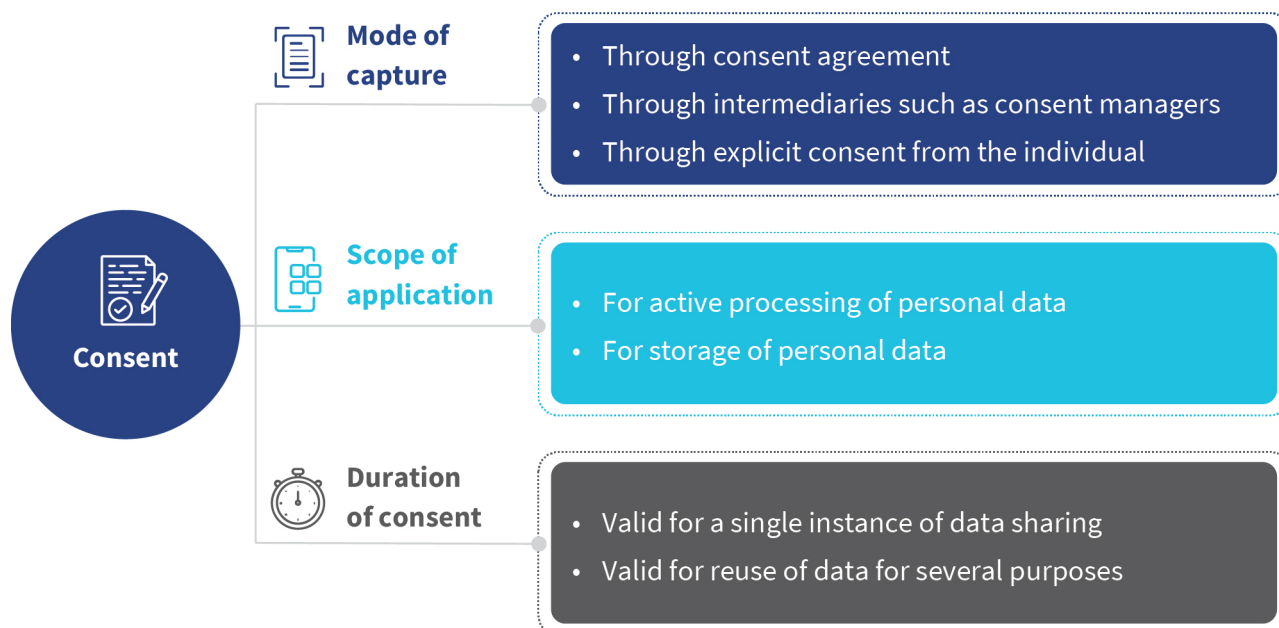 Mode of
capture
• Through consent agreement
• Through intermediaries such as consent managers
• Through explicit consent from the individual
Consent
Scope of
application
• For active processing of personal data
• For storage of personal data
Duration
of consent
• Valid for a single instance of data sharing
• Valid for reuse of data for several purposes